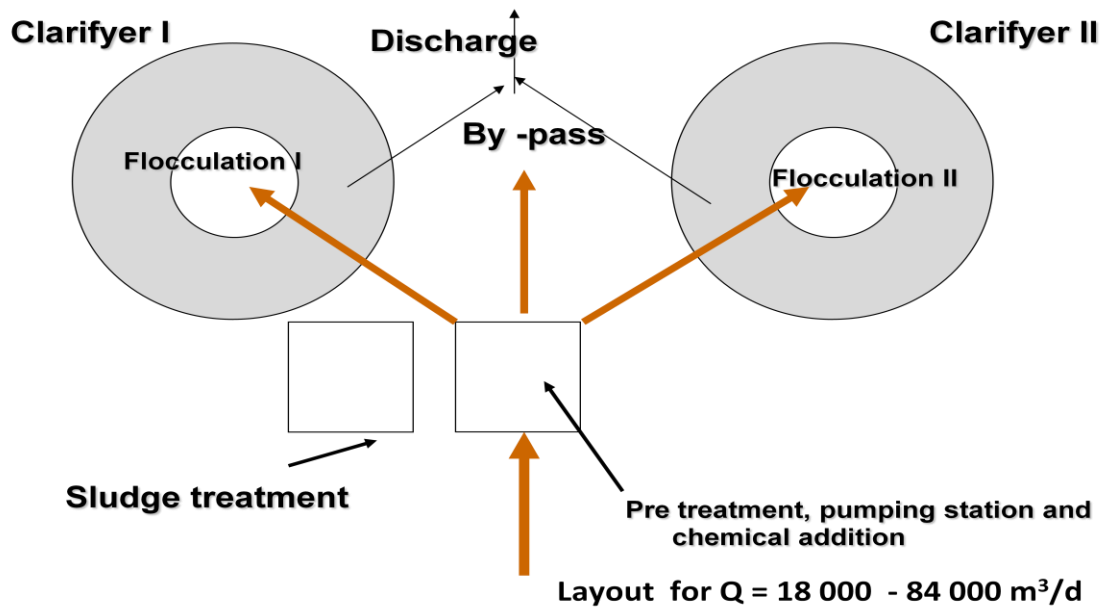 Clarifyer I
Discharge
Clarifyer II
By -pass
Flocculation I
Flocculation II
Sludge treatment
Pre treatment, pumping station and
chemical addition
Layout for Q = 18 000 - 84 000 m³/d